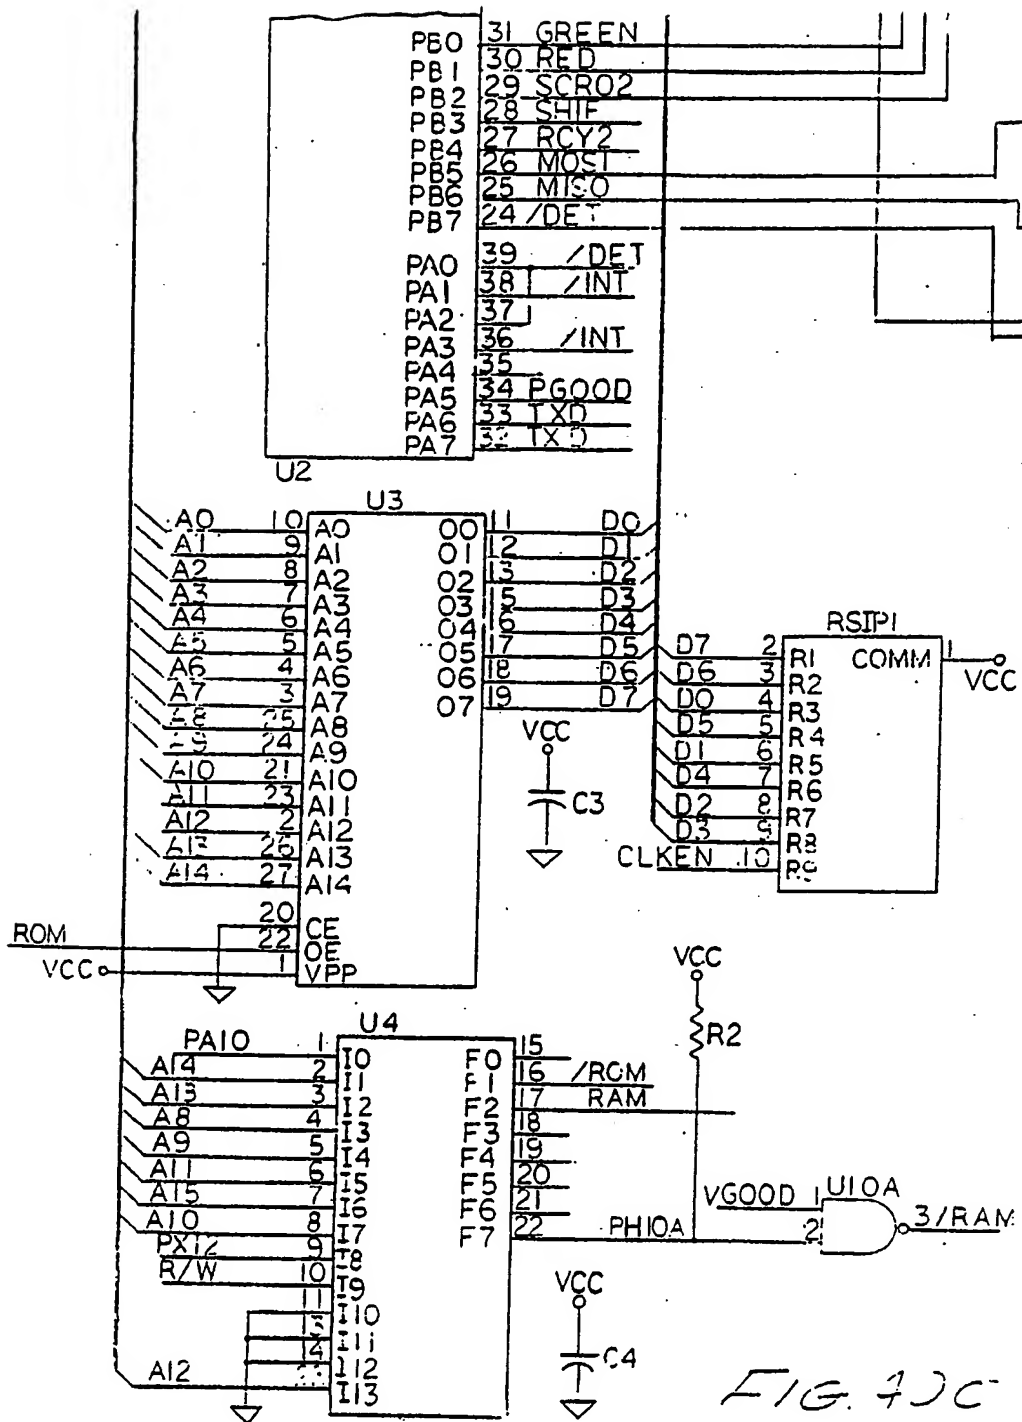 PB0 31 GREEN
PB1 30 RED
PB2 29 SCRO2
PB3 28 SHIF
PB4 27 RCY2
PB5 26 MOSI
PB6 25 MISO
PB7 24 /DET
PA0 39 /DET
PA1 38 /INT
PA2 37
PA3 36 /INT
PA4 35
PA5 34 PGOOD
PA6 33 TXD
PA7 32 TXD
U2
U3
A0 10 A0 O0 11 D0
A1 9 A1 O1 12 D1
A2 8 A2 O2 13 D2
A3 7 A3 O3 15 D3
A4 6 A4 O4 16 D4
A5 5 A5 O5 17 D5
A6 4 A6 O6 18 D6
A7 3 A7 O7 19 D7
A8 25 A8
A9 24 A9
A10 21 A10
A11 23 A11
A12 2 A12
A13 26 A13
A14 27 A14
20 CE
ROM 22 OE
VCC 1 VPP
VCC
C3
RSIP1
D7 2 R1 COMM 1 VCC
D6 3 R2
D0 4 R3
D5 5 R4
D1 6 R5
D4 7 R6
D2 8 R7
D3 9 R8
CLKEN 10 R9
VCC
R2
U4
PA10 1 I0 F0 15
A14 2 I1 F1 16 /ROM
A13 3 I2 F2 17 RAM
A8 4 I3 F3 18
A9 5 I4 F4 19
A11 6 I5 F5 20
A15 7 I6 F6 21
A10 8 I7 F7 22 PH10A
PX12 9 I8
R/W 10 I9
11 I10
I11
14 I12
A12 I13
VGOOD 1 U10A
2
3 /RAM
VCC
C4